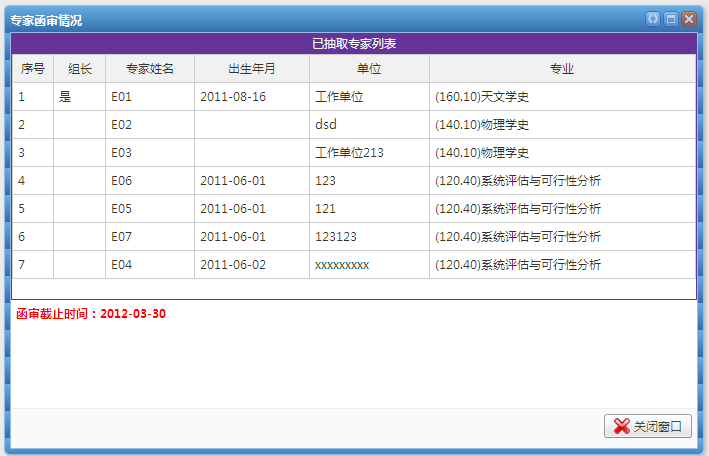 专家函审情况
已抽取专家列表
序号 组长 专家姓名 出生年月 单位 专业
1 是 E01 2011-08-16 工作单位 (160.10)天文学史
2 E02 dsd (140.10)物理学史
3 E03 工作单位213 (140.10)物理学史
4 E06 2011-06-01 123 (120.40)系统评估与可行性分析
5 E05 2011-06-01 121 (120.40)系统评估与可行性分析
6 E07 2011-06-01 123123 (120.40)系统评估与可行性分析
7 E04 2011-06-02 xxxxxxxxx (120.40)系统评估与可行性分析
函审截止时间：2012-03-30
关闭窗口